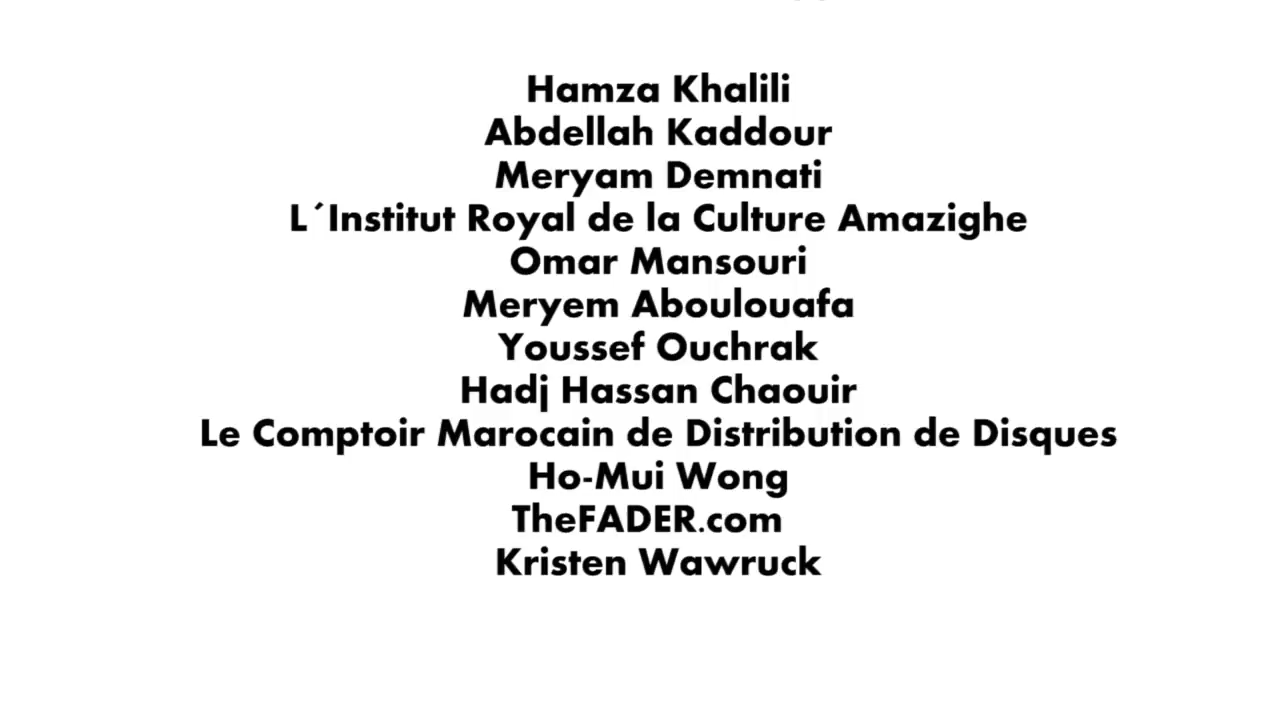 Hamza Khalili
Abdellah Kaddour
Meryam Demnati
L´Institut Royal de la Culture Amazighe
Omar Mansouri
Meryem Aboulouafa
Youssef Ouchrak
Hadj Hassan Chaouir
Le Comptoir Marocain de Distribution de Disques
Ho-Mui Wong
TheFADER.com
Kristen Wawruck